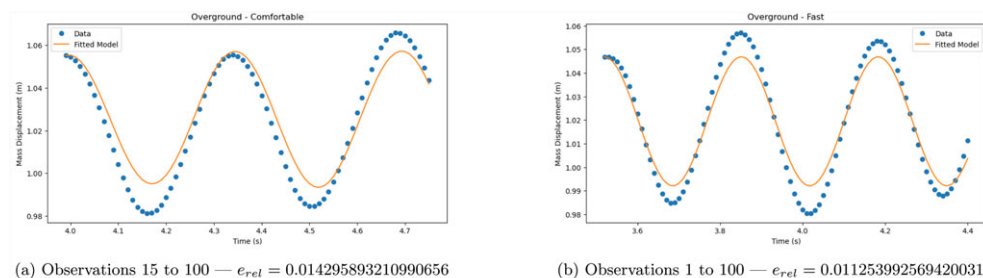 Overground - Comfortable
Data
Fitted Model
1.06
1.04
1.02
1.00
0.98
Mass Displacement (m)
4.0 4.1 4.2 4.3 4.4 4.5 4.6 4.7
Time (s)
(a) Observations 15 to 100 — e_rel = 0.014295893210990656
Overground - Fast
Data
Fitted Model
1.06
1.05
1.04
1.03
1.02
1.01
1.00
0.99
0.98
Mass Displacement (m)
3.6 3.8 4.0 4.2 4.4
Time (s)
(b) Observations 1 to 100 — e_rel = 0.011253992569420031